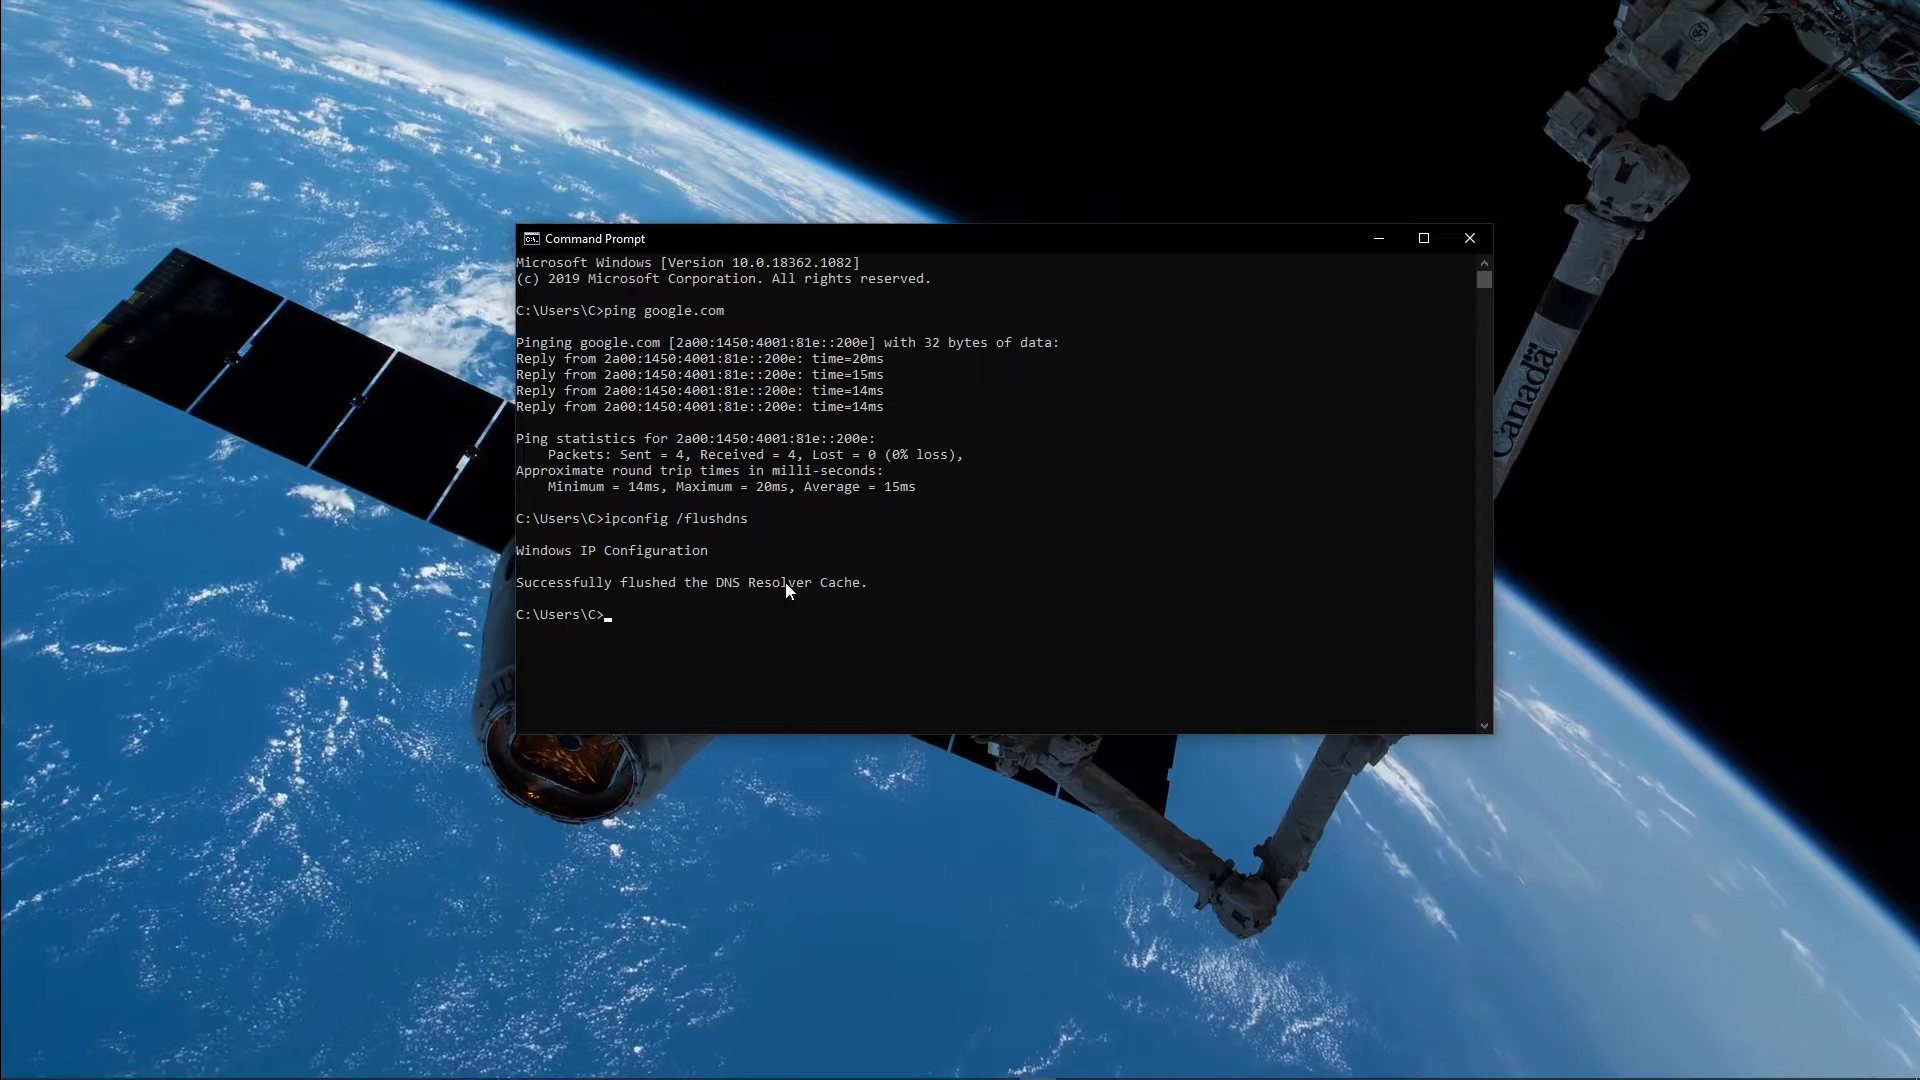 Command Prompt
Microsoft Windows [Version 10.0.18362.1082]
(c) 2019 Microsoft Corporation. All rights reserved.
C:\Users\C>ping google.com
Pinging google.com [2a00:1450:4001:81e::200e] with 32 bytes of data:
Reply from 2a00:1450:4001:81e::200e: time=20ms
Reply from 2a00:1450:4001:81e::200e: time=15ms
Reply from 2a00:1450:4001:81e::200e: time=14ms
Reply from 2a00:1450:4001:81e::200e: time=14ms
Ping statistics for 2a00:1450:4001:81e::200e:
    Packets: Sent = 4, Received = 4, Lost = 0 (0% loss),
Approximate round trip times in milli-seconds:
    Minimum = 14ms, Maximum = 20ms, Average = 15ms
C:\Users\C>ipconfig /flushdns
Windows IP Configuration
Successfully flushed the DNS Resolver Cache.
C:\Users\C>
Canada